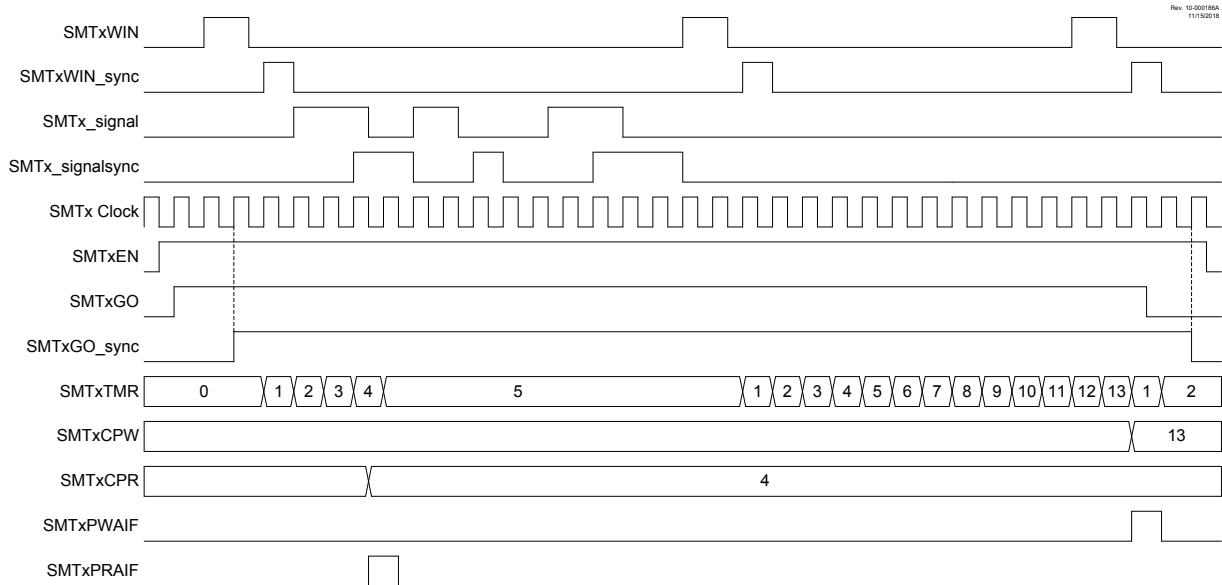 Rev. 10-000186A
11/15/2018
SMTxWIN
SMTxWIN_sync
SMTx_signal
SMTx_signalsync
SMTx Clock
SMTxEN
SMTxGO
SMTxGO_sync
SMTxTMR 0 1 2 3 4 5 1 2 3 4 5 6 7 8 9 10 11 12 13 1 2
SMTxCPW 13
SMTxCPR 4
SMTxPWAIF
SMTxPRAIF